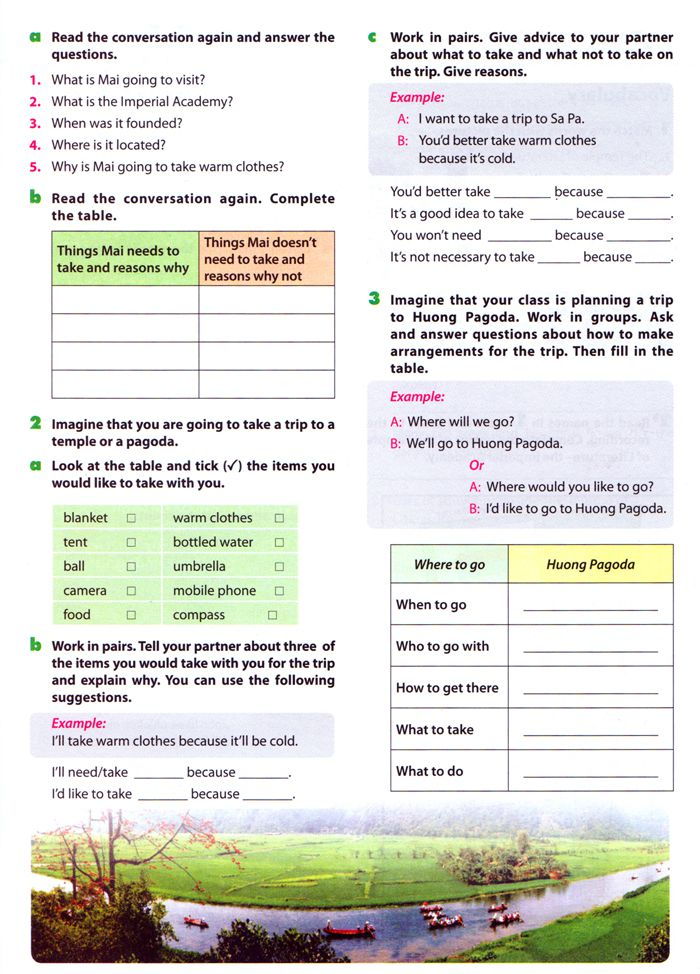 a Read the conversation again and answer the
questions.
1. What is Mai going to visit?
2. What is the Imperial Academy?
3. When was it founded?
4. Where is it located?
5. Why is Mai going to take warm clothes?
b Read the conversation again. Complete
the table.
Things Mai needs to
take and reasons why
Things Mai doesn't
need to take and
reasons why not
2 Imagine that you are going to take a trip to a
temple or a pagoda.
a Look at the table and tick (✓) the items you
would like to take with you.
blanket □ warm clothes □
tent □ bottled water □
ball □ umbrella □
camera □ mobile phone □
food □ compass □
b Work in pairs. Tell your partner about three of
the items you would take with you for the trip
and explain why. You can use the following
suggestions.
Example:
I'll take warm clothes because it'll be cold.
I'll need/take _______ because _______.
I'd like to take _______ because _______.
c Work in pairs. Give advice to your partner
about what to take and what not to take on
the trip. Give reasons.
Example:
A: I want to take a trip to Sa Pa.
B: You'd better take warm clothes
because it's cold.
You'd better take ________ because ________.
It's a good idea to take ______ because ______.
You won't need _________ because _________.
It's not necessary to take ______ because _____.
3 Imagine that your class is planning a trip
to Huong Pagoda. Work in groups. Ask
and answer questions about how to make
arrangements for the trip. Then fill in the
table.
Example:
A: Where will we go?
B: We'll go to Huong Pagoda.
Or
A: Where would you like to go?
B: I'd like to go to Huong Pagoda.
Where to go Huong Pagoda
When to go ___________________
Who to go with ___________________
How to get there ___________________
What to take ___________________
What to do ___________________